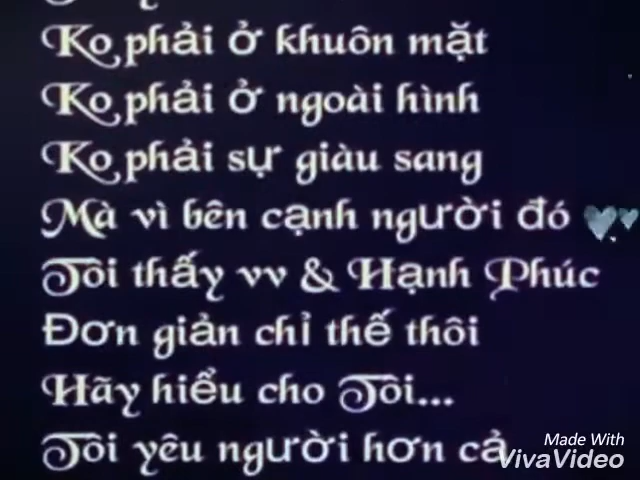 Ko phải ở khuôn mặt
Ko phải ở ngoài hình
Ko phải sự giàu sang
Mà vì bên cạnh người đó
Tôi thấy vv & Hạnh Phúc
Đơn giản chỉ thế thôi
Hãy hiểu cho Tôi...
Tôi yêu người hơn cả
Made With
VivaVideo